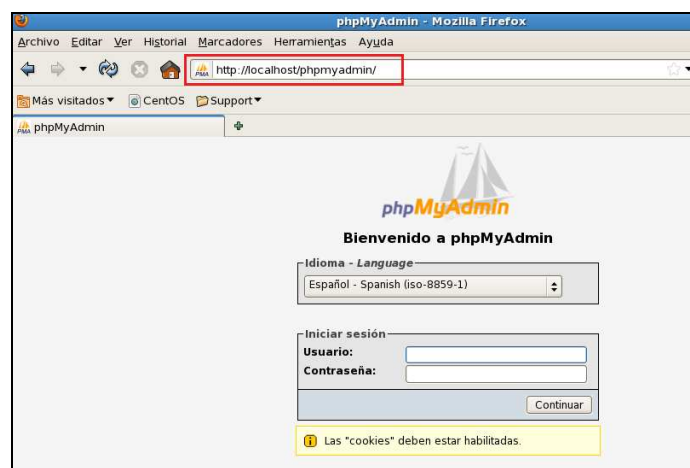 phpMyAdmin - Mozilla Firefox
Archivo Editar Ver Historial Marcadores Herramientas Ayuda
PMA http://localhost/phpmyadmin/
Más visitados CentOS Support
PMA phpMyAdmin
phpMyAdmin
Bienvenido a phpMyAdmin
Idioma - Language
Español - Spanish (iso-8859-1)
Iniciar sesión
Usuario:
Contraseña:
Continuar
Las "cookies" deben estar habilitadas.